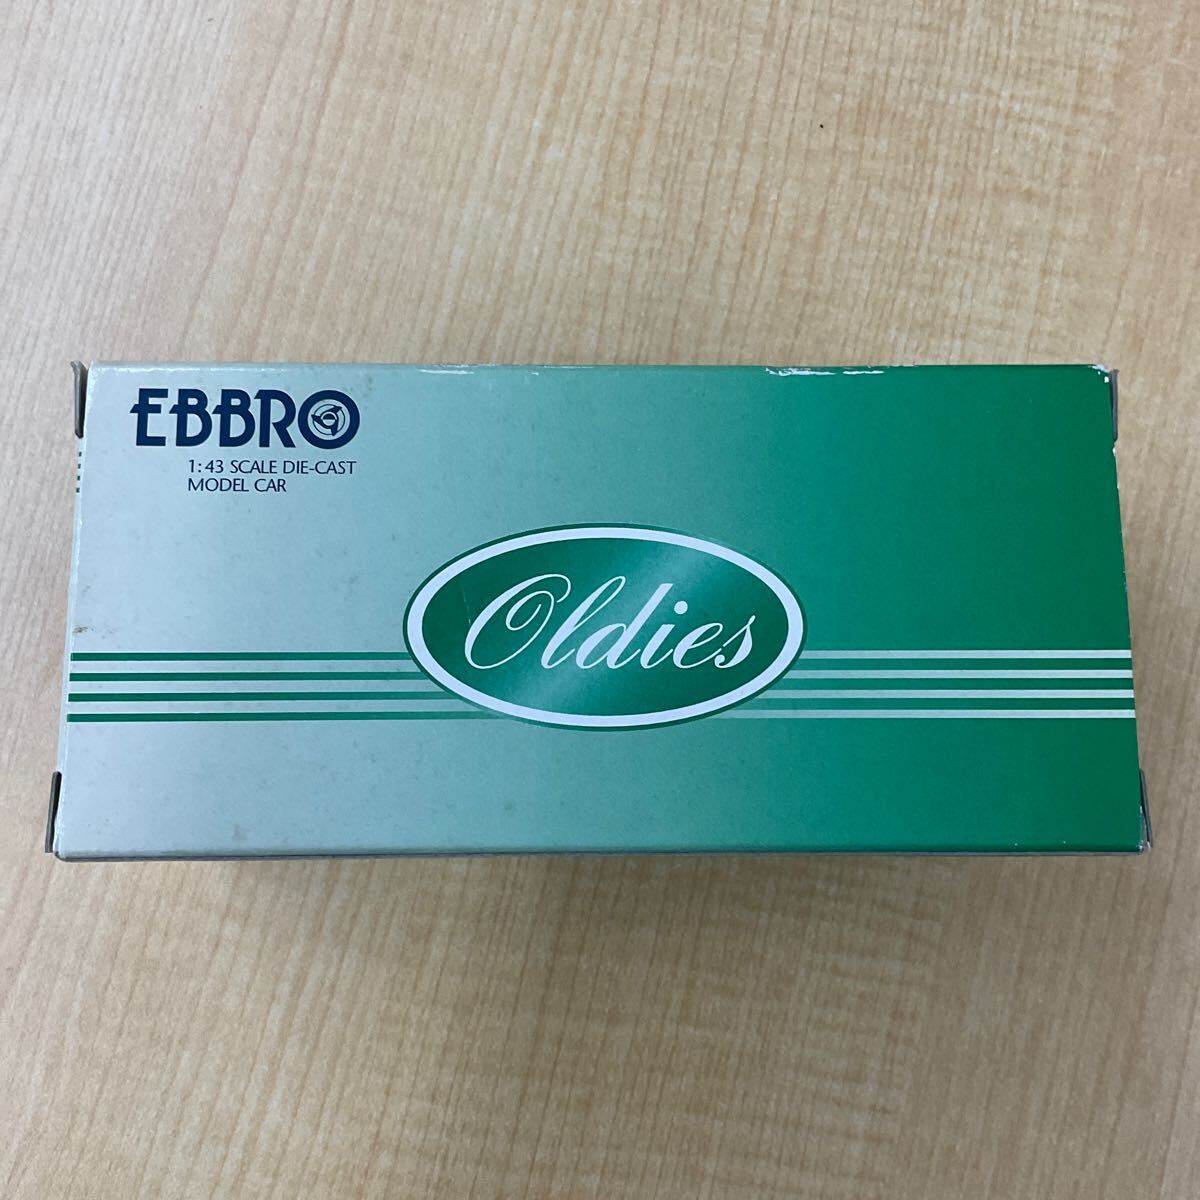 EBBRO
1:43 SCALE DIE-CAST
MODEL CAR
Oldies